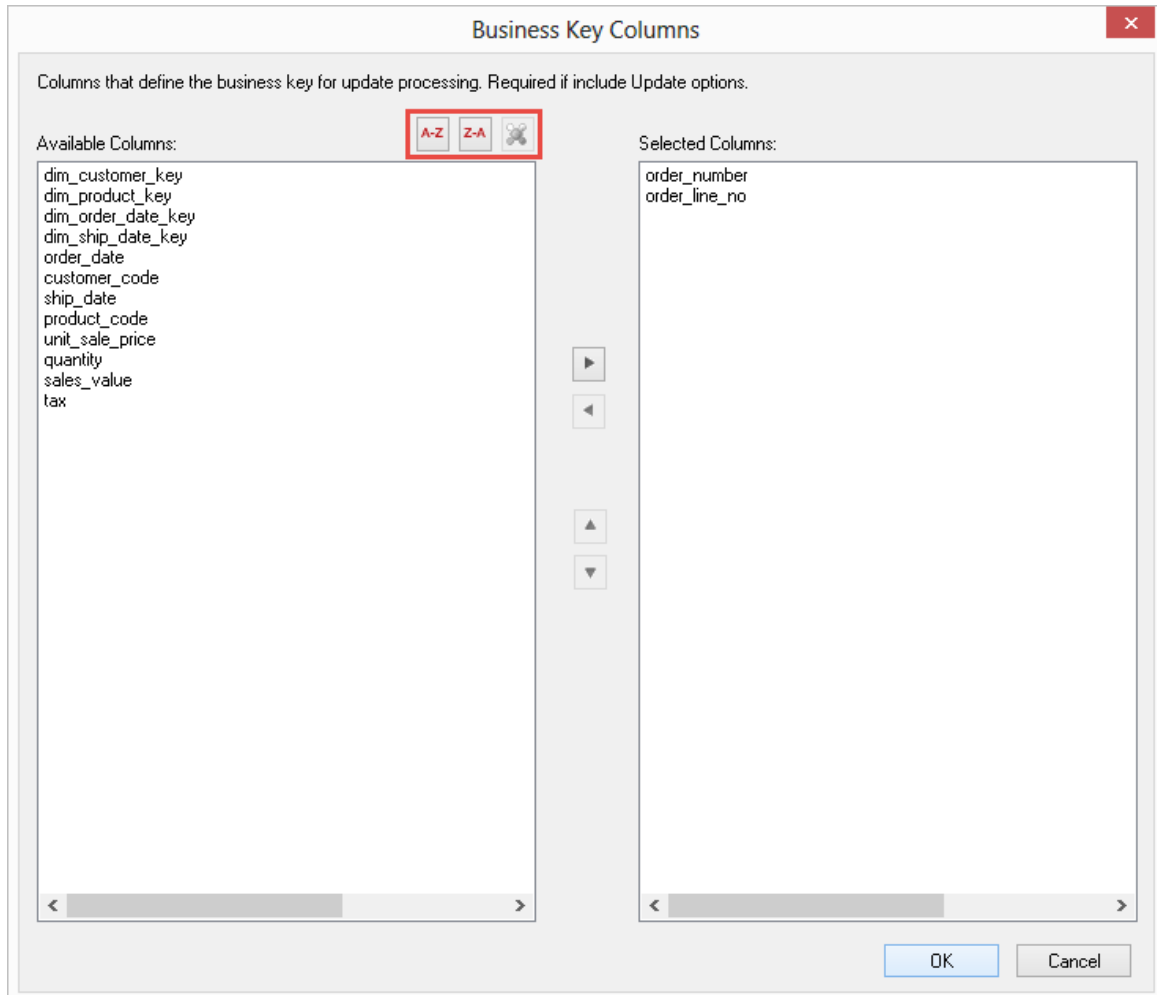 Business Key Columns
Columns that define the business key for update processing. Required if include Update options.
Available Columns:
A-Z
Z-A
Selected Columns:
dim_customer_key
dim_product_key
dim_order_date_key
dim_ship_date_key
order_date
customer_code
ship_date
product_code
unit_sale_price
quantity
sales_value
tax
order_number
order_line_no
OK
Cancel